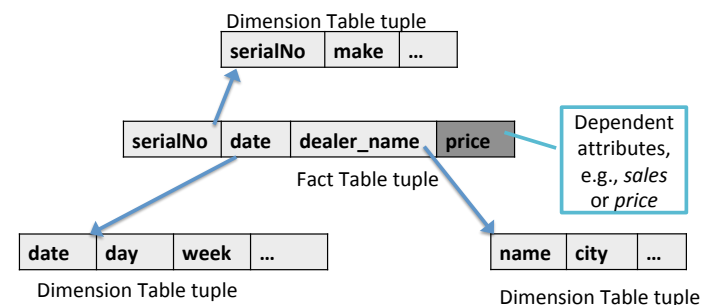 Dimension Table tuple
serialNo make …
serialNo date dealer_name price
Dependent
attributes,
e.g., sales
or price
Fact Table tuple
date day week …
name city …
Dimension Table tuple
Dimension Table tuple